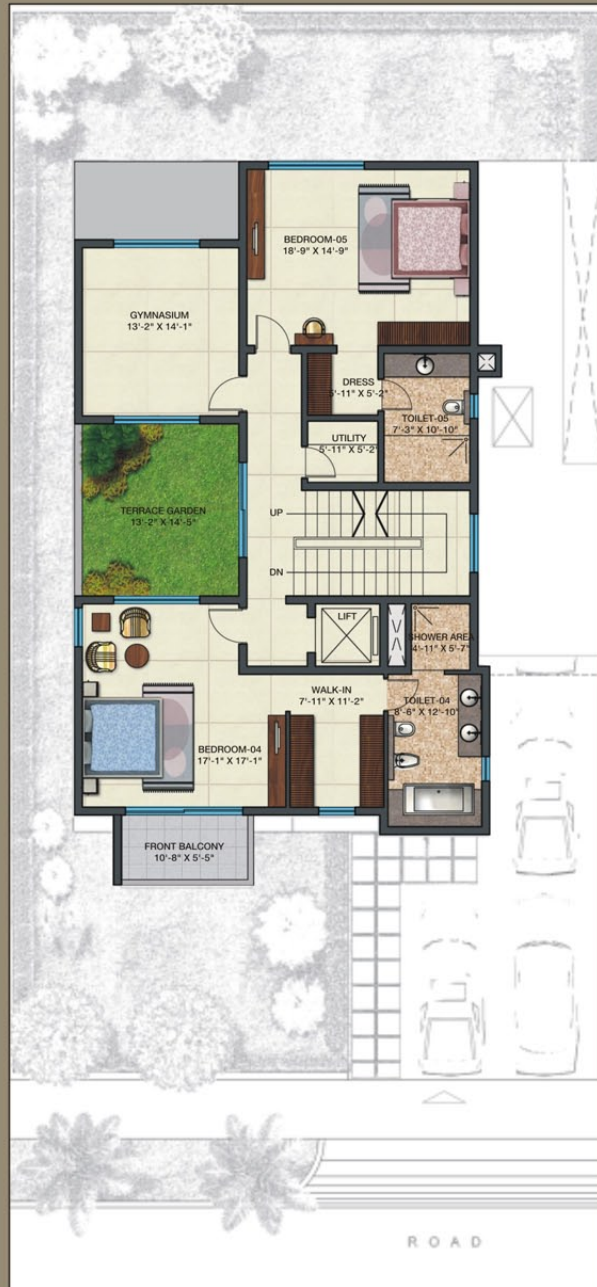 BEDROOM-05
18'-9" X 14'-9"
GYMNASIUM
13'-2" X 14'-1"
DRESS
5'-11" X 5'-2"
TOILET-05
7'-3" X 10'-10"
UTILITY
5'-11" X 5'-2"
TERRACE GARDEN
13'-2" X 14'-5"
UP
DN
LIFT
SHOWER AREA
4'-11" X 5'-7"
WALK-IN
7'-11" X 11'-2"
TOILET-04
8'-6" X 12'-10"
BEDROOM-04
17'-1" X 17'-1"
FRONT BALCONY
10'-8" X 5'-5"
ROAD